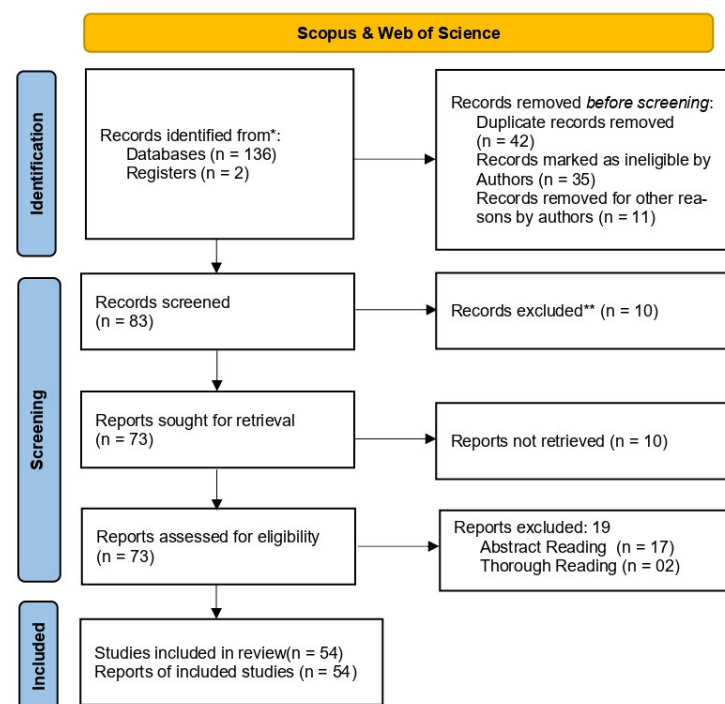 Scopus & Web of Science
Identification
Records identified from*:
Databases (n = 136)
Registers (n = 2)
Records removed before screening:
Duplicate records removed
(n = 42)
Records marked as ineligible by
Authors (n = 35)
Records removed for other rea-
sons by authors (n = 11)
Screening
Records screened
(n = 83)
Records excluded** (n = 10)
Reports sought for retrieval
(n = 73)
Reports not retrieved (n = 10)
Reports assessed for eligibility
(n = 73)
Reports excluded: 19
Abstract Reading (n = 17)
Thorough Reading (n = 02)
Included
Studies included in review(n = 54)
Reports of included studies (n = 54)